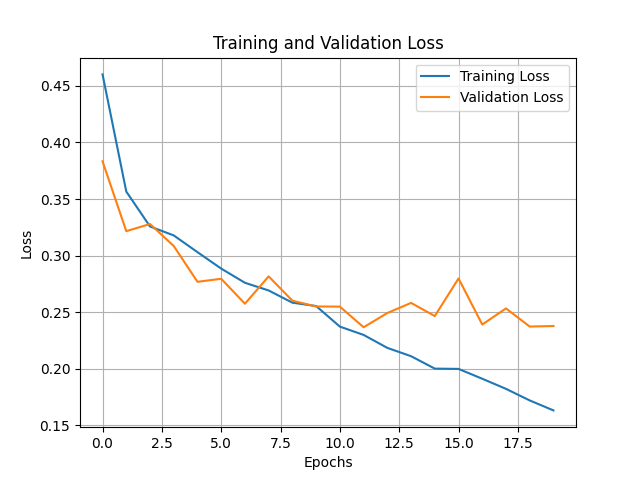 Training and Validation Loss
Training Loss
Validation Loss
Loss
0.45
0.40
0.35
0.30
0.25
0.20
0.15
0.0 2.5 5.0 7.5 10.0 12.5 15.0 17.5
Epochs